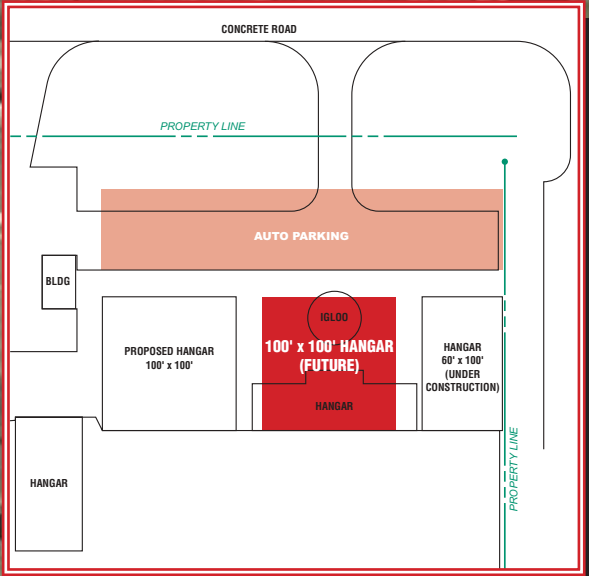 CONCRETE ROAD
PROPERTY LINE
AUTO PARKING
BLDG
IGLOO
PROPOSED HANGAR
100' x 100'
100' x 100' HANGAR
(FUTURE)
HANGAR
60' x 100'
(UNDER
CONSTRUCTION)
HANGAR
HANGAR
PROPERTY LINE